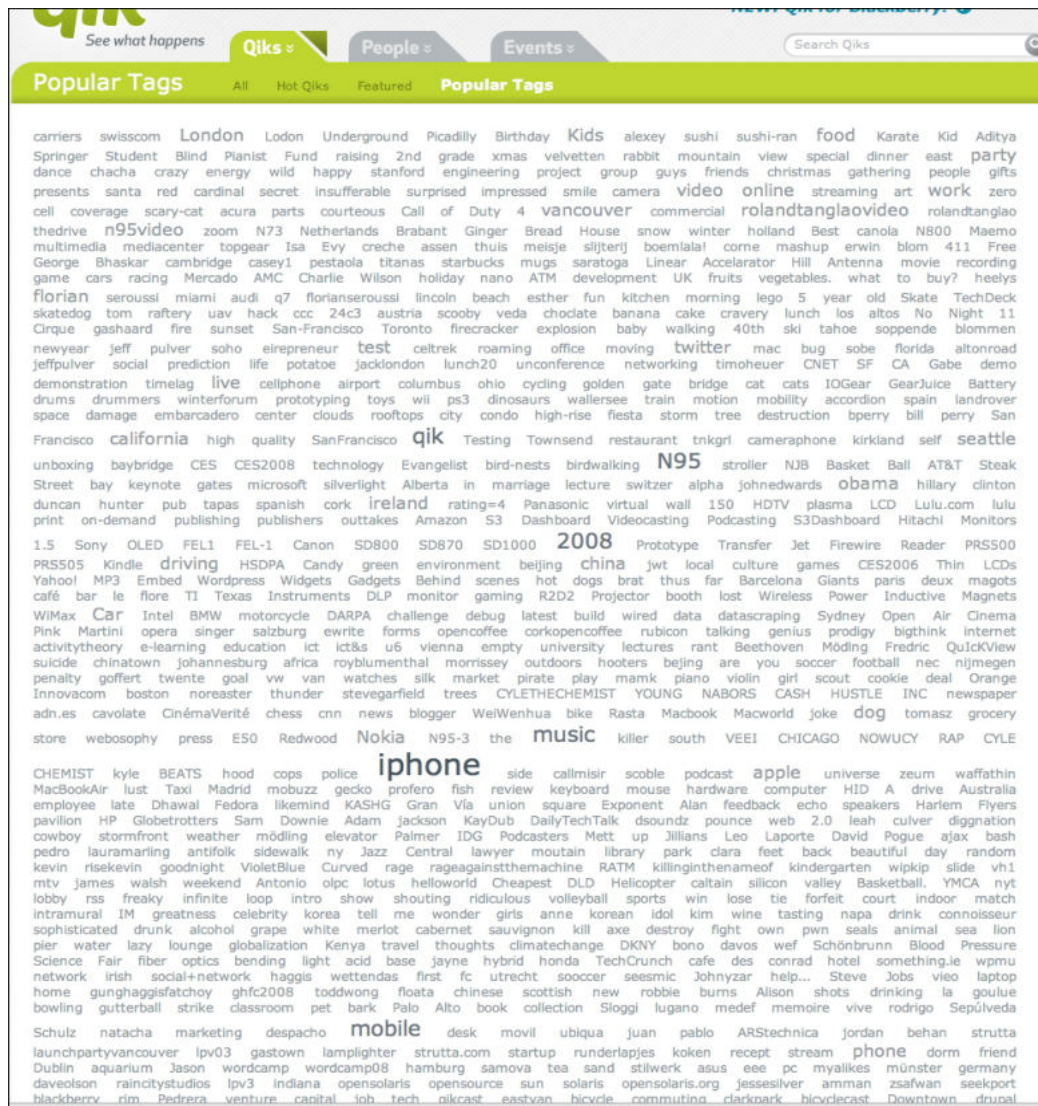 qik
NEW! Qik for BlackBerry!
See what happens
Qiks People Events Search Qiks
Popular Tags All Hot Qiks Featured Popular Tags
carriers swisscom London Lodon Underground Picadilly Birthday Kids alexey sushi sushi-ran food Karate Kid Aditya
Springer Student Blind Pianist Fund raising 2nd grade xmas velvetten rabbit mountain view special dinner east party
dance chacha crazy energy wild happy stanford engineering project group guys friends christmas gathering people gifts
presents santa red cardinal secret insufferable surprised impressed smile camera video online streaming art work zero
cell coverage scary-cat acura parts courteous Call of Duty 4 vancouver commercial rolandtanglaovideo rolandtanglao
thedrive n95video zoom N73 Netherlands Brabant Ginger Bread House snow winter holland Best canola N800 Maemo
multimedia mediacenter topgear Isa Evy creche assen thuis meisje slijterij boemlala! corne mashup erwin blom 411 Free
George Bhaskar cambridge casey1 pestaola titanas starbucks mugs saratoga Linear Accelarator Hill Antenna movie recording
game cars racing Mercado AMC Charlie Wilson holiday nano ATM development UK fruits vegetables. what to buy? heelys
florian seroussi miami audi q7 florianseroussi lincoln beach esther fun kitchen morning lego 5 year old Skate TechDeck
skatedog tom raftery uav hack ccc 24c3 austria scooby veda choclate banana cake cravery lunch los altos No Night 11
Cirque gashaard fire sunset San-Francisco Toronto firecracker explosion baby walking 40th ski tahoe soppende blommen
newyear jeff pulver soho eirepreneur test celtrek roaming office moving twitter mac bug sobe florida altonroad
jeffpulver social prediction life potatoe jacklondon lunch20 unconference networking timoheuer CNET SF CA Gabe demo
demonstration timelag live cellphone airport columbus ohio cycling golden gate bridge cat cats IOGear GearJuice Battery
drums drummers winterforum prototyping toys wii ps3 dinosaurs wallersee train motion mobility accordion spain landrover
space damage embarcadero center clouds rooftops city condo high-rise fiesta storm tree destruction bperry bill perry San
Francisco california high quality SanFrancisco qik Testing Townsend restaurant tnkgrl cameraphone kirkland self seattle
unboxing baybridge CES CES2008 technology Evangelist bird-nests birdwalking N95 stroller NJB Basket Ball AT&T Steak
Street bay keynote gates microsoft silverlight Alberta in marriage lecture switzer alpha johnedwards obama hillary clinton
duncan hunter pub tapas spanish cork ireland rating=4 Panasonic virtual wall 150 HDTV plasma LCD Lulu.com lulu
print on-demand publishing publishers outtakes Amazon S3 Dashboard Videocasting Podcasting S3Dashboard Hitachi Monitors
1.5 Sony OLED FEL1 FEL-1 Canon SD800 SD870 SD1000 2008 Prototype Transfer Jet Firewire Reader PRS500
PRS505 Kindle driving HSDPA Candy green environment beijing china jwt local culture games CES2006 Thin LCDs
Yahoo! MP3 Embed Wordpress Widgets Gadgets Behind scenes hot dogs brat thus far Barcelona Giants paris deux magots
café bar le flore TI Texas Instruments DLP monitor gaming R2D2 Projector booth lost Wireless Power Inductive Magnets
WiMax Car Intel BMW motorcycle DARPA challenge debug latest build wired data datascraping Sydney Open Air Cinema
Pink Martini opera singer salzburg ewrite forms opencoffee corkopencoffee rubicon talking genius prodigy bigthink internet
activitytheory e-learning education ict ict&s u6 vienna empty university lectures rant Beethoven Möding Fredric QuIcKView
suicide chinatown johannesburg africa royblumenthal morrissey outdoors hooters bejing are you soccer football nec nijmegen
penalty goffert twente goal vw van watches silk market pirate play mamk piano violin girl scout cookie deal Orange
Innovacom boston noreaster thunder stevegarfield trees CYLETHECHEMIST YOUNG NABORS CASH HUSTLE INC newspaper
adn.es cavolate CinémaVerité chess cnn news blogger WeiWenhua bike Rasta Macbook Macworld joke dog tomasz grocery
store webosophy press E50 Redwood Nokia N95-3 the music killer south VEEI CHICAGO NOWUCY RAP CYLE
CHEMIST kyle BEATS hood cops police iphone side callmisir scoble podcast apple universe zeum waffathin
MacBookAir lust Taxi Madrid mobuzz gecko profero fish review keyboard mouse hardware computer HID A drive Australia
employee late Dhawal Fedora likemind KASHG Gran Vía union square Exponent Alan feedback echo speakers Harlem Flyers
pavilion HP Globetrotters Sam Downie Adam jackson KayDub DailyTechTalk dsoundz pounce web 2.0 leah culver diggnation
cowboy stormfront weather mödling elevator Palmer IDG Podcasters Mett up Jillians Leo Laporte David Pogue ajax bash
pedro lauramarling antifolk sidewalk ny Jazz Central lawyer moutain library park clara feet back beautiful day random
kevin risekevin goodnight VioletBlue Curved rage rageagainstthemachine RATM killinginthenameof kindergarten wipkip slide vh1
mtv james walsh weekend Antonio olpc lotus helloworld Cheapest DLD Helicopter caltain silicon valley Basketball. YMCA nyt
lobby rss freaky infinite loop intro show shouting ridiculous volleyball sports win lose tie forfeit court indoor match
intramural IM greatness celebrity korea tell me wonder girls anne korean idol kim wine tasting napa drink connoisseur
sophisticated drunk alcohol grape white merlot cabernet sauvignon kill axe destroy fight own pwn seals animal sea lion
pier water lazy lounge globalization Kenya travel thoughts climatechange DKNY bono davos wef Schönbrunn Blood Pressure
Science Fair fiber optics bending light acid base jayne hybrid honda TechCrunch cafe des conrad hotel something.ie wpmu
network irish social+network haggis wettendas first fc utrecht sooccer seesmic Johnyzar help... Steve Jobs vieo laptop
home gunghaggisfatchoy ghfc2008 toddwong floata chinese scottish new robbie burns Alison shots drinking la goulue
bowling gutterball strike classroom pet bark Palo Alto book collection Sloggi lugano medef memoire vive rodrigo Sepúlveda
Schulz natacha marketing despacho mobile desk movil ubiqua juan pablo ARStechnica jordan behan strutta
launchpartyvancouver lpv03 gastown lamplighter strutta.com startup runderlapjes koken recept stream phone dorm friend
Dublin aquarium Jason wordcamp wordcamp08 hamburg samova tea sand stilwerk asus eee pc myalikes münster germany
daveolson raincitystudios lpv3 indiana opensolaris opensource sun solaris opensolaris.org jessesilver amman zsafwan seekport
blackberry rim Pedrera venture capital job tech qikcast eastvan bicycle commuting clarkpark bicyclecast Downtown drupal